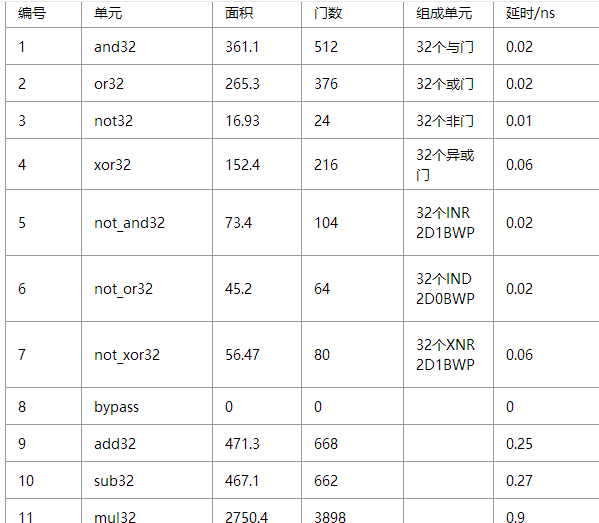 编号 单元 面积 门数 组成单元 延时/ns
1 and32 361.1 512 32个与门 0.02
2 or32 265.3 376 32个或门 0.02
3 not32 16.93 24 32个非门 0.01
4 xor32 152.4 216 32个异或
门 0.06
5 not_and32 73.4 104 32个INR
2D1BWP 0.02
6 not_or32 45.2 64 32个IND
2D0BWP 0.02
7 not_xor32 56.47 80 32个XNR
2D1BWP 0.06
8 bypass 0 0 0
9 add32 471.3 668 0.25
10 sub32 467.1 662 0.27
11 mul32 2750.4 3898 0.9